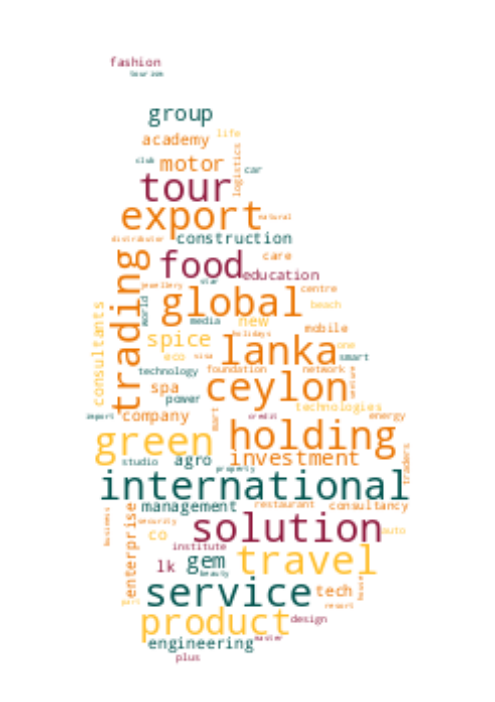 fashion
tourism
group
academy life
club motor logistics car
tour
export natural
distributor construction
trading food care
star education
jewellery centre
world global beach
consultants media new mobile
spice holidays one
eco visa lanka smart
technology foundation network
spa ceylon venture
power technologies
import company mart credit energy
green holding
studio agro investment traders
property
international
management restaurant consultancy
business enterprise security solution auto
co institute
lk gem travel
beauty house
service tech
resort
product design
engineering master
plus